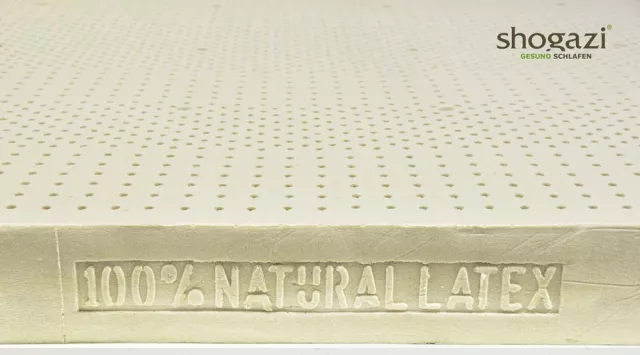 shogazi®
GESUND SCHLAFEN
100% NATURAL LATEX